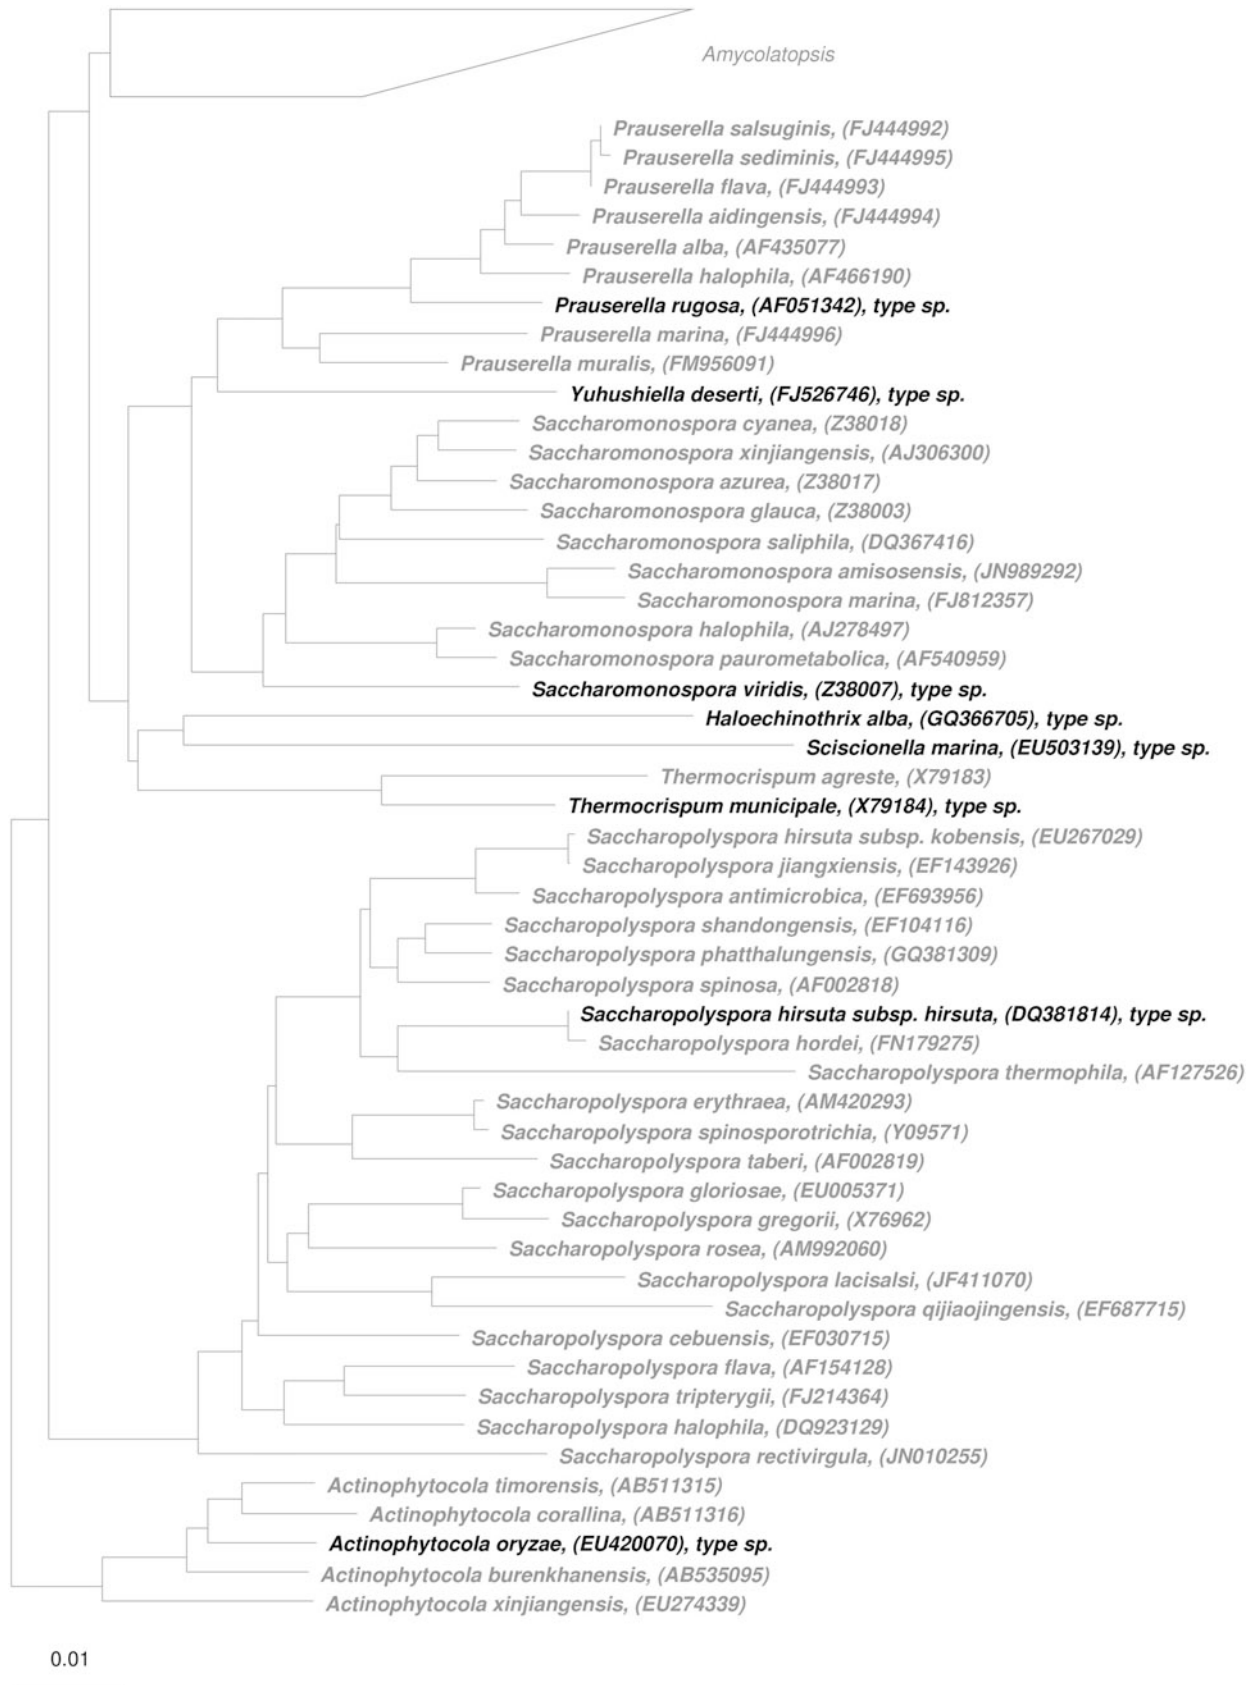 Amycolatopsis
Prauserella salsuginis, (FJ444992)
Prauserella sediminis, (FJ444995)
Prauserella flava, (FJ444993)
Prauserella aidingensis, (FJ444994)
Prauserella alba, (AF435077)
Prauserella halophila, (AF466190)
Prauserella rugosa, (AF051342), type sp.
Prauserella marina, (FJ444996)
Prauserella muralis, (FM956091)
Yuhushiella deserti, (FJ526746), type sp.
Saccharomonospora cyanea, (Z38018)
Saccharomonospora xinjiangensis, (AJ306300)
Saccharomonospora azurea, (Z38017)
Saccharomonospora glauca, (Z38003)
Saccharomonospora saliphila, (DQ367416)
Saccharomonospora amisosensis, (JN989292)
Saccharomonospora marina, (FJ812357)
Saccharomonospora halophila, (AJ278497)
Saccharomonospora paurometabolica, (AF540959)
Saccharomonospora viridis, (Z38007), type sp.
Haloechinothrix alba, (GQ366705), type sp.
Sciscionella marina, (EU503139), type sp.
Thermocrispum agreste, (X79183)
Thermocrispum municipale, (X79184), type sp.
Saccharopolyspora hirsuta subsp. kobensis, (EU267029)
Saccharopolyspora jiangxiensis, (EF143926)
Saccharopolyspora antimicrobica, (EF693956)
Saccharopolyspora shandongensis, (EF104116)
Saccharopolyspora phatthalungensis, (GQ381309)
Saccharopolyspora spinosa, (AF002818)
Saccharopolyspora hirsuta subsp. hirsuta, (DQ381814), type sp.
Saccharopolyspora hordei, (FN179275)
Saccharopolyspora thermophila, (AF127526)
Saccharopolyspora erythraea, (AM420293)
Saccharopolyspora spinosporotrichia, (Y09571)
Saccharopolyspora taberi, (AF002819)
Saccharopolyspora gloriosae, (EU005371)
Saccharopolyspora gregorii, (X76962)
Saccharopolyspora rosea, (AM992060)
Saccharopolyspora lacisalsi, (JF411070)
Saccharopolyspora qijiaojingensis, (EF687715)
Saccharopolyspora cebuensis, (EF030715)
Saccharopolyspora flava, (AF154128)
Saccharopolyspora tripterygii, (FJ214364)
Saccharopolyspora halophila, (DQ923129)
Saccharopolyspora rectivirgula, (JN010255)
Actinophytocola timorensis, (AB511315)
Actinophytocola corallina, (AB511316)
Actinophytocola oryzae, (EU420070), type sp.
Actinophytocola burenkhanensis, (AB535095)
Actinophytocola xinjiangensis, (EU274339)
0.01